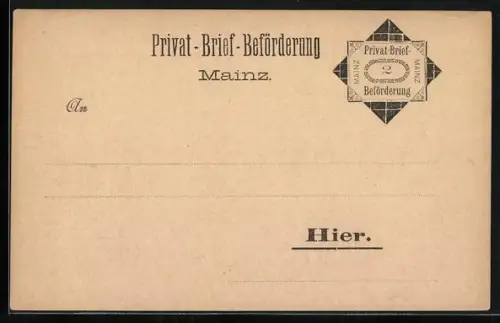 Privat-Brief-Beförderung
Mainz.
Privat-Brief-
MAINZ
2
MAINZ
Beförderung
An
Hier.